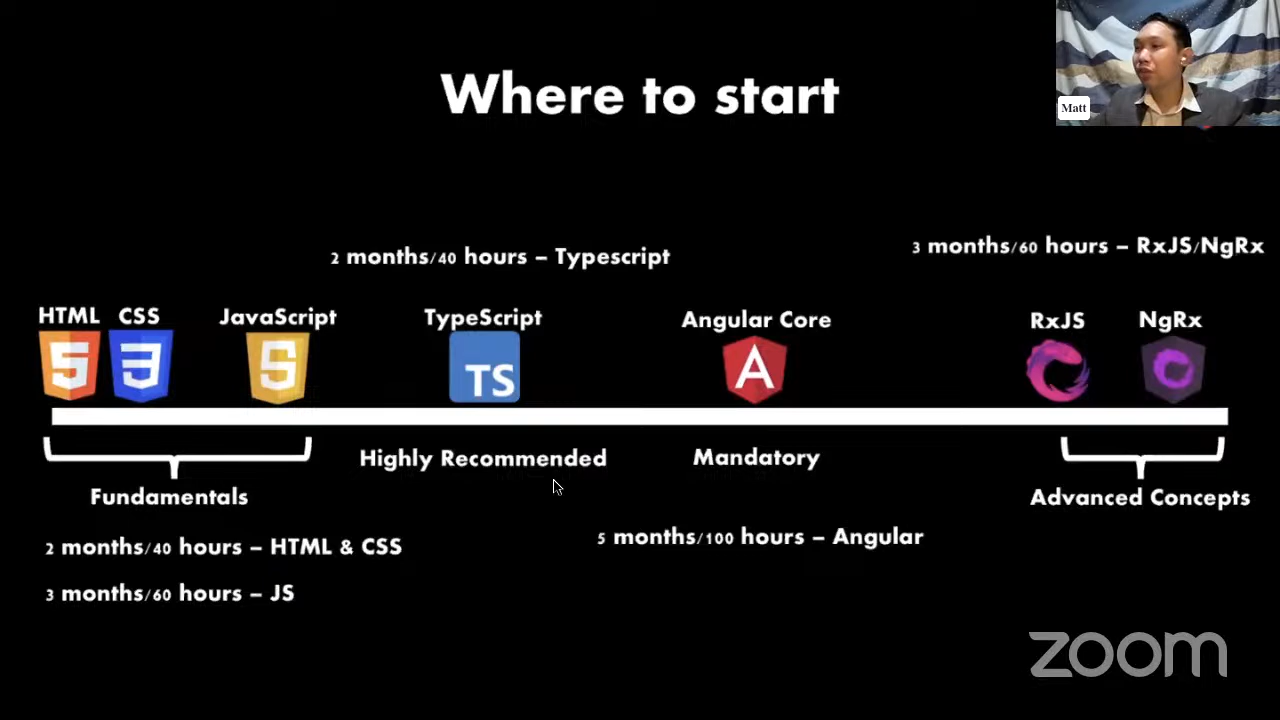 Where to start
Matt
2 months/40 hours – Typescript
3 months/60 hours – RxJS/NgRx
HTML
CSS
JavaScript
TypeScript
Angular Core
RxJS
NgRx
5
3
TS
A
Highly Recommended
Mandatory
Fundamentals
Advanced Concepts
2 months/40 hours – HTML & CSS
5 months/100 hours – Angular
3 months/60 hours – JS
zoom